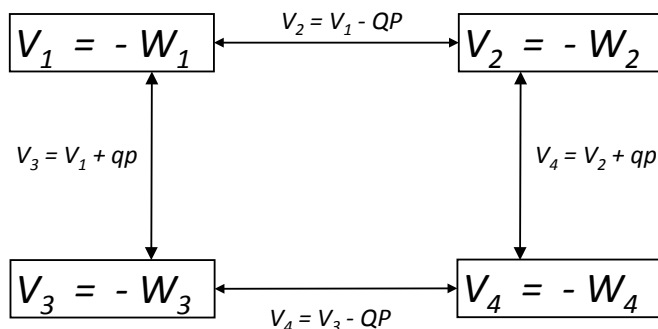 V₂ = V₁ - QP
V₁ = - W₁
V₂ = - W₂
V₃ = V₁ + qp
V₄ = V₂ + qp
V₃ = - W₃
V₄ = - W₄
V₄ = V₃ - QP